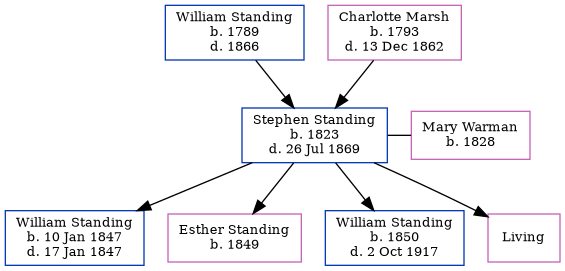 William Standing
b. 1789
d. 1866
Charlotte Marsh
b. 1793
d. 13 Dec 1862
Stephen Standing
b. 1823
d. 26 Jul 1869
Mary Warman
b. 1828
William Standing
b. 10 Jan 1847
d. 17 Jan 1847
Esther Standing
b. 1849
William Standing
b. 1850
d. 2 Oct 1917
Living